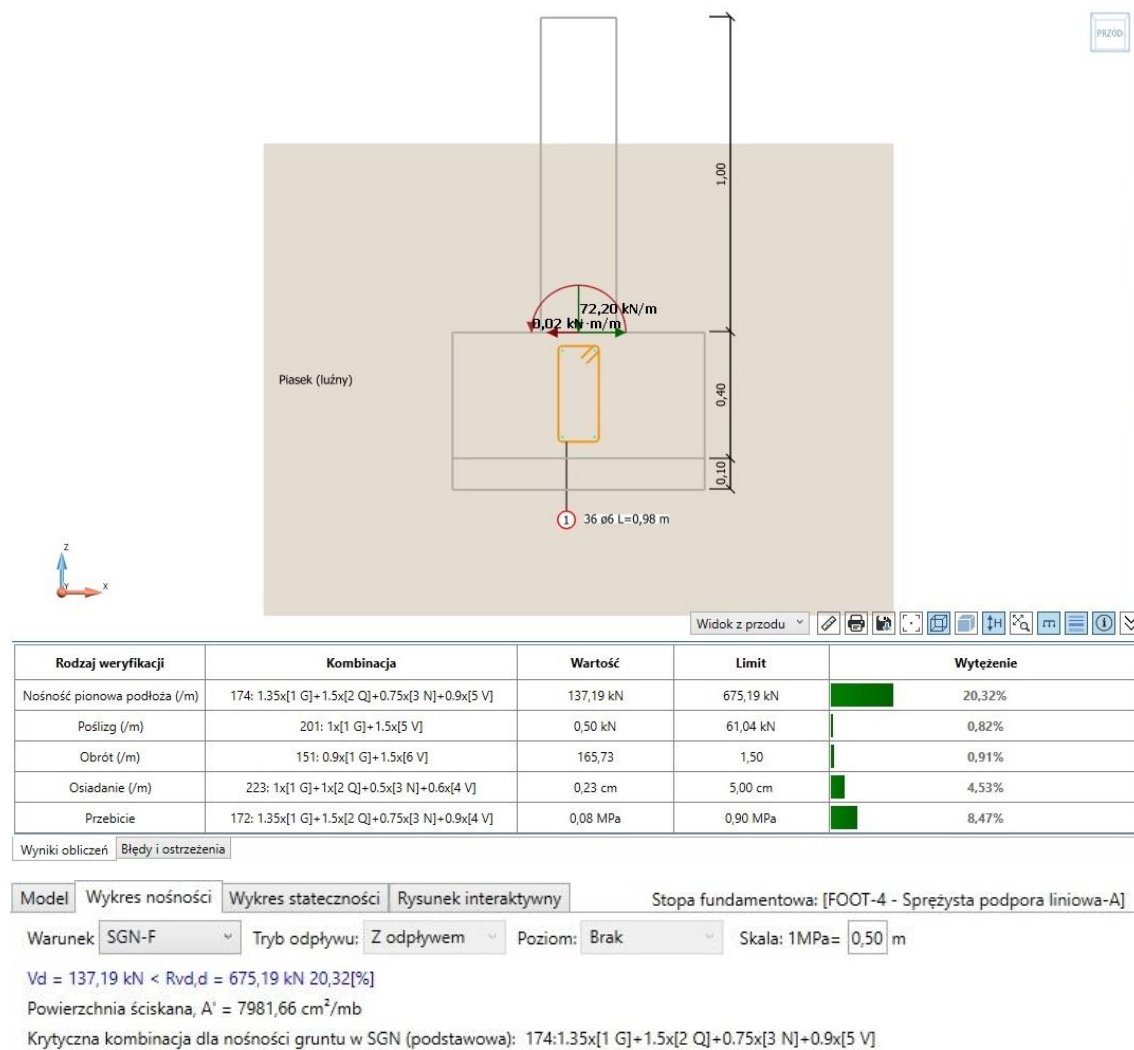 PRZÓD
1,00
72,20 kN/m
0,02 kN·m/m
Piasek (luźny)
0,40
0,10
1 36 ø6 L=0,98 m
Z
Y X
Widok z przodu
Rodzaj weryfikacji Kombinacja Wartość Limit Wytężenie
Nośność pionowa podłoża (/m) 174: 1.35x[1 G]+1.5x[2 Q]+0.75x[3 N]+0.9x[5 V] 137,19 kN 675,19 kN 20,32%
Poślizg (/m) 201: 1x[1 G]+1.5x[5 V] 0,50 kN 61,04 kN 0,82%
Obrót (/m) 151: 0.9x[1 G]+1.5x[6 V] 165,73 1,50 0,91%
Osiadanie (/m) 223: 1x[1 G]+1x[2 Q]+0.5x[3 N]+0.6x[4 V] 0,23 cm 5,00 cm 4,53%
Przebicie 172: 1.35x[1 G]+1.5x[2 Q]+0.75x[3 N]+0.9x[4 V] 0,08 MPa 0,90 MPa 8,47%
Wyniki obliczeń Błędy i ostrzeżenia
Model Wykres nośności Wykres stateczności Rysunek interaktywny Stopa fundamentowa: [FOOT-4 - Sprężysta podpora liniowa-A]
Warunek SGN-F Tryb odpływu: Z odpływem Poziom: Brak Skala: 1MPa= 0,50 m
Vd = 137,19 kN < Rvd,d = 675,19 kN 20,32[%]
Powierzchnia ściskana, A' = 7981,66 cm²/mb
Krytyczna kombinacja dla nośności gruntu w SGN (podstawowa): 174:1.35x[1 G]+1.5x[2 Q]+0.75x[3 N]+0.9x[5 V]